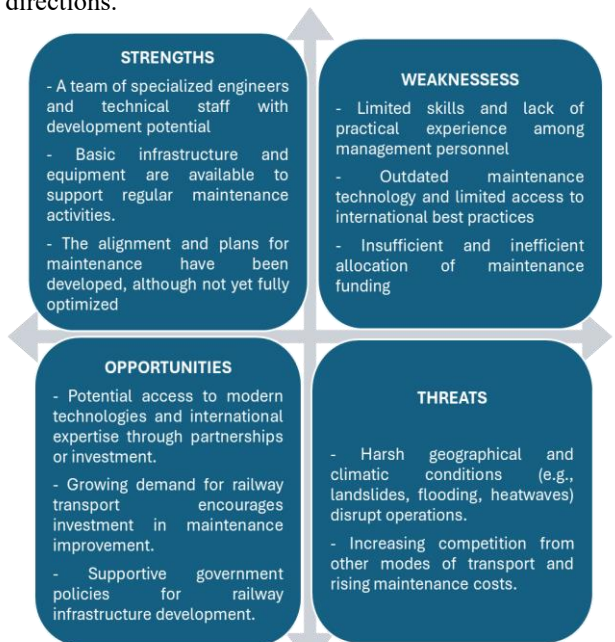 directions.
STRENGTHS
- A team of specialized engineers
and technical staff with
development potential
- Basic infrastructure and
equipment are available to
support regular maintenance
activities.
- The alignment and plans for
maintenance have been
developed, although not yet fully
optimized
WEAKNESSESS
- Limited skills and lack of
practical experience among
management personnel
- Outdated maintenance
technology and limited access to
international best practices
- Insufficient and inefficient
allocation of maintenance
funding
OPPORTUNITIES
- Potential access to modern
technologies and international
expertise through partnerships
or investment.
- Growing demand for railway
transport encourages
investment in maintenance
improvement.
- Supportive government
policies for railway
infrastructure development.
THREATS
- Harsh geographical and
climatic conditions (e.g.,
landslides, flooding, heatwaves)
disrupt operations.
- Increasing competition from
other modes of transport and
rising maintenance costs.